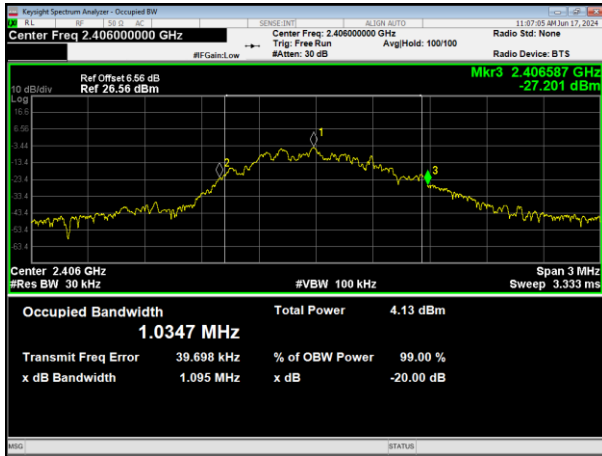 Keysight Spectrum Analyzer - Occupied BW
RL RF 50 Ω AC SENSE:INT ALIGN AUTO 11:07:05 AM Jun 17, 2024
Center Freq 2.406000000 GHz Center Freq: 2.406000000 GHz Radio Std: None
Trig: Free Run Avg|Hold: 100/100
#IFGain:Low #Atten: 30 dB Radio Device: BTS
Ref Offset 6.56 dB Mkr3 2.406587 GHz
10 dB/div Ref 26.56 dBm -27.201 dBm
Log
16.6
6.56
-3.44
-13.4
-23.4
-33.4
-43.4
-53.4
-63.4
1
2
3
Center 2.406 GHz Span 3 MHz
#Res BW 30 kHz #VBW 100 kHz Sweep 3.333 ms
Occupied Bandwidth Total Power 4.13 dBm
1.0347 MHz
Transmit Freq Error 39.698 kHz % of OBW Power 99.00 %
x dB Bandwidth 1.095 MHz x dB -20.00 dB
MSG STATUS